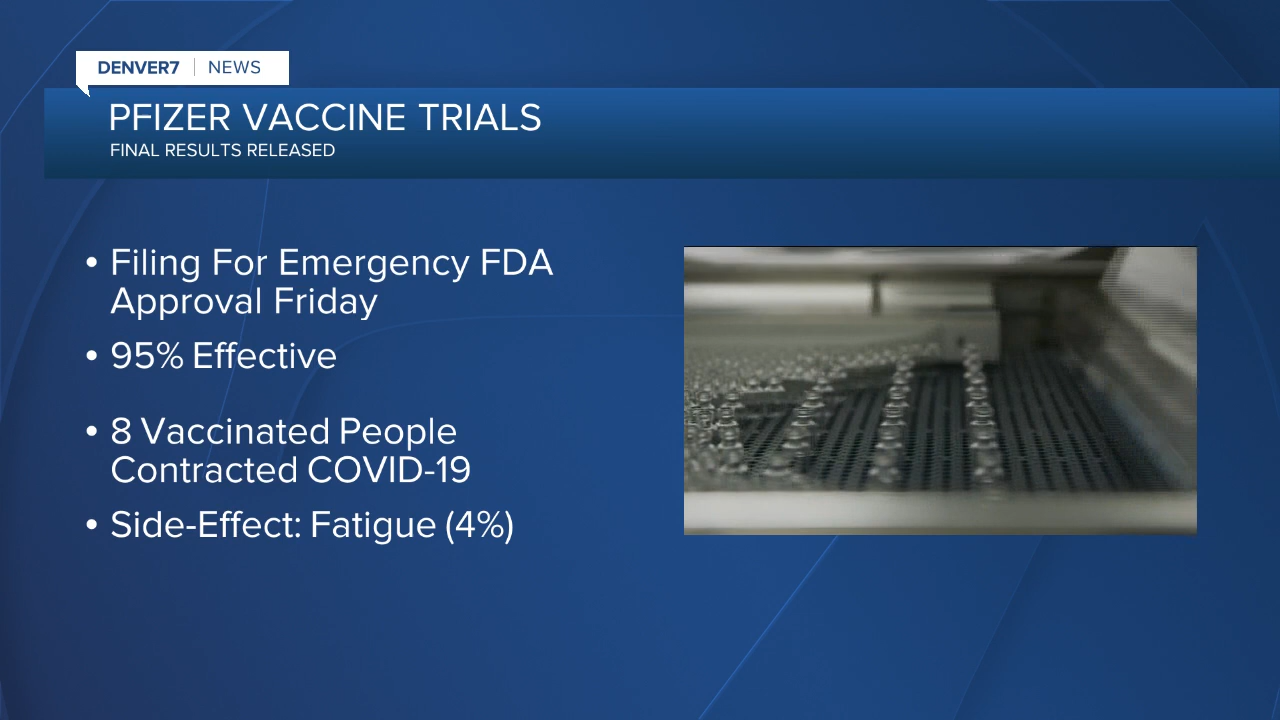 DENVER7 | NEWS
PFIZER VACCINE TRIALS
FINAL RESULTS RELEASED
• Filing For Emergency FDA
Approval Friday
• 95% Effective
• 8 Vaccinated People
Contracted COVID-19
• Side-Effect: Fatigue (4%)